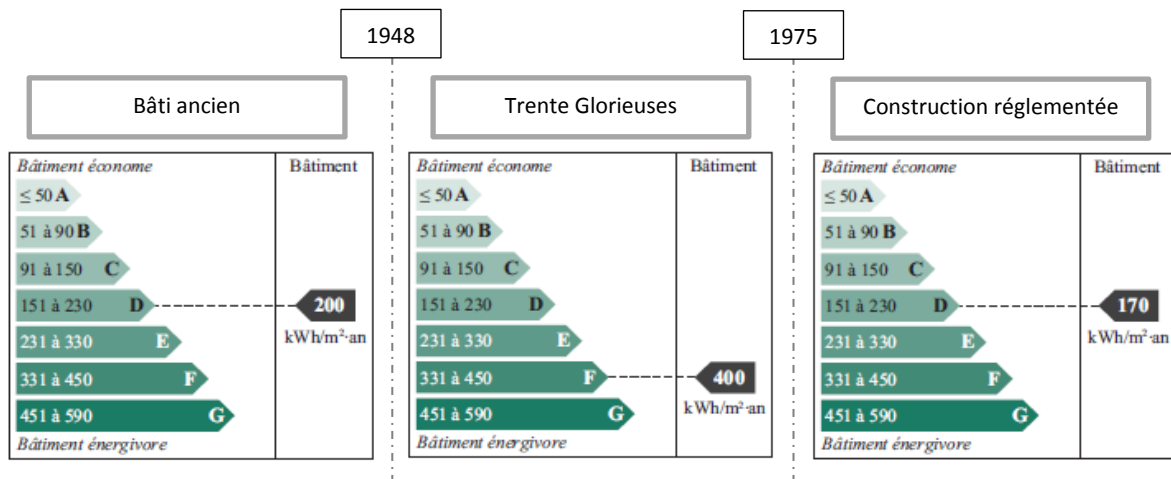 1948
1975
Bâti ancien
Trente Glorieuses
Construction réglementée
Bâtiment économe
Bâtiment
≤ 50 A
51 à 90 B
91 à 150 C
151 à 230 D
200
kWh/m²·an
231 à 330 E
331 à 450 F
451 à 590 G
Bâtiment énergivore
Bâtiment économe
Bâtiment
≤ 50 A
51 à 90 B
91 à 150 C
151 à 230 D
231 à 330 E
331 à 450 F
400
kWh/m²·an
451 à 590 G
Bâtiment énergivore
Bâtiment économe
Bâtiment
≤ 50 A
51 à 90 B
91 à 150 C
151 à 230 D
170
kWh/m²·an
231 à 330 E
331 à 450 F
451 à 590 G
Bâtiment énergivore